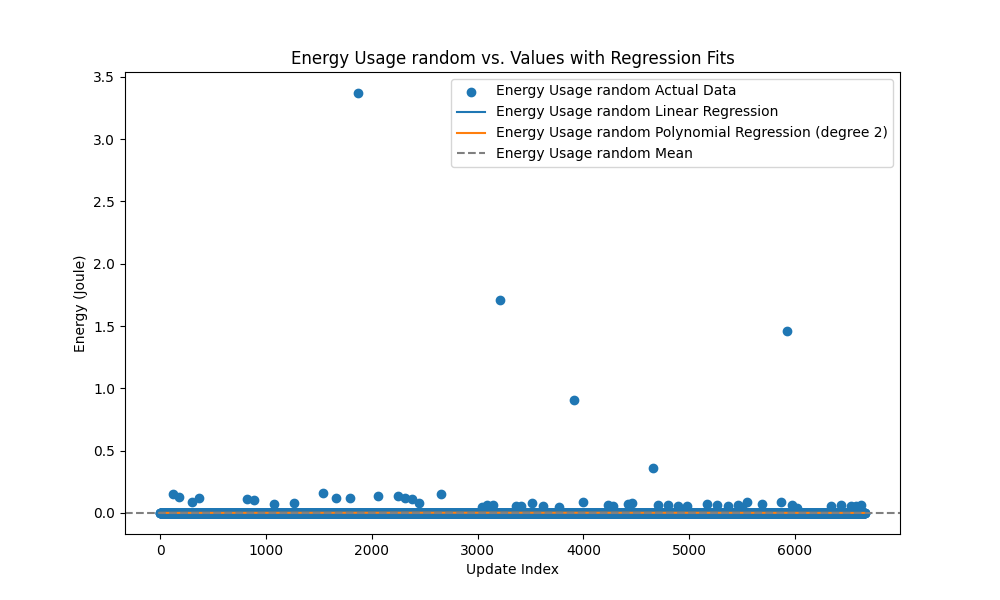 Energy Usage random vs. Values with Regression Fits
Energy Usage random Actual Data
Energy Usage random Linear Regression
Energy Usage random Polynomial Regression (degree 2)
Energy Usage random Mean
Energy (Joule)
3.5
3.0
2.5
2.0
1.5
1.0
0.5
0.0
0 1000 2000 3000 4000 5000 6000
Update Index